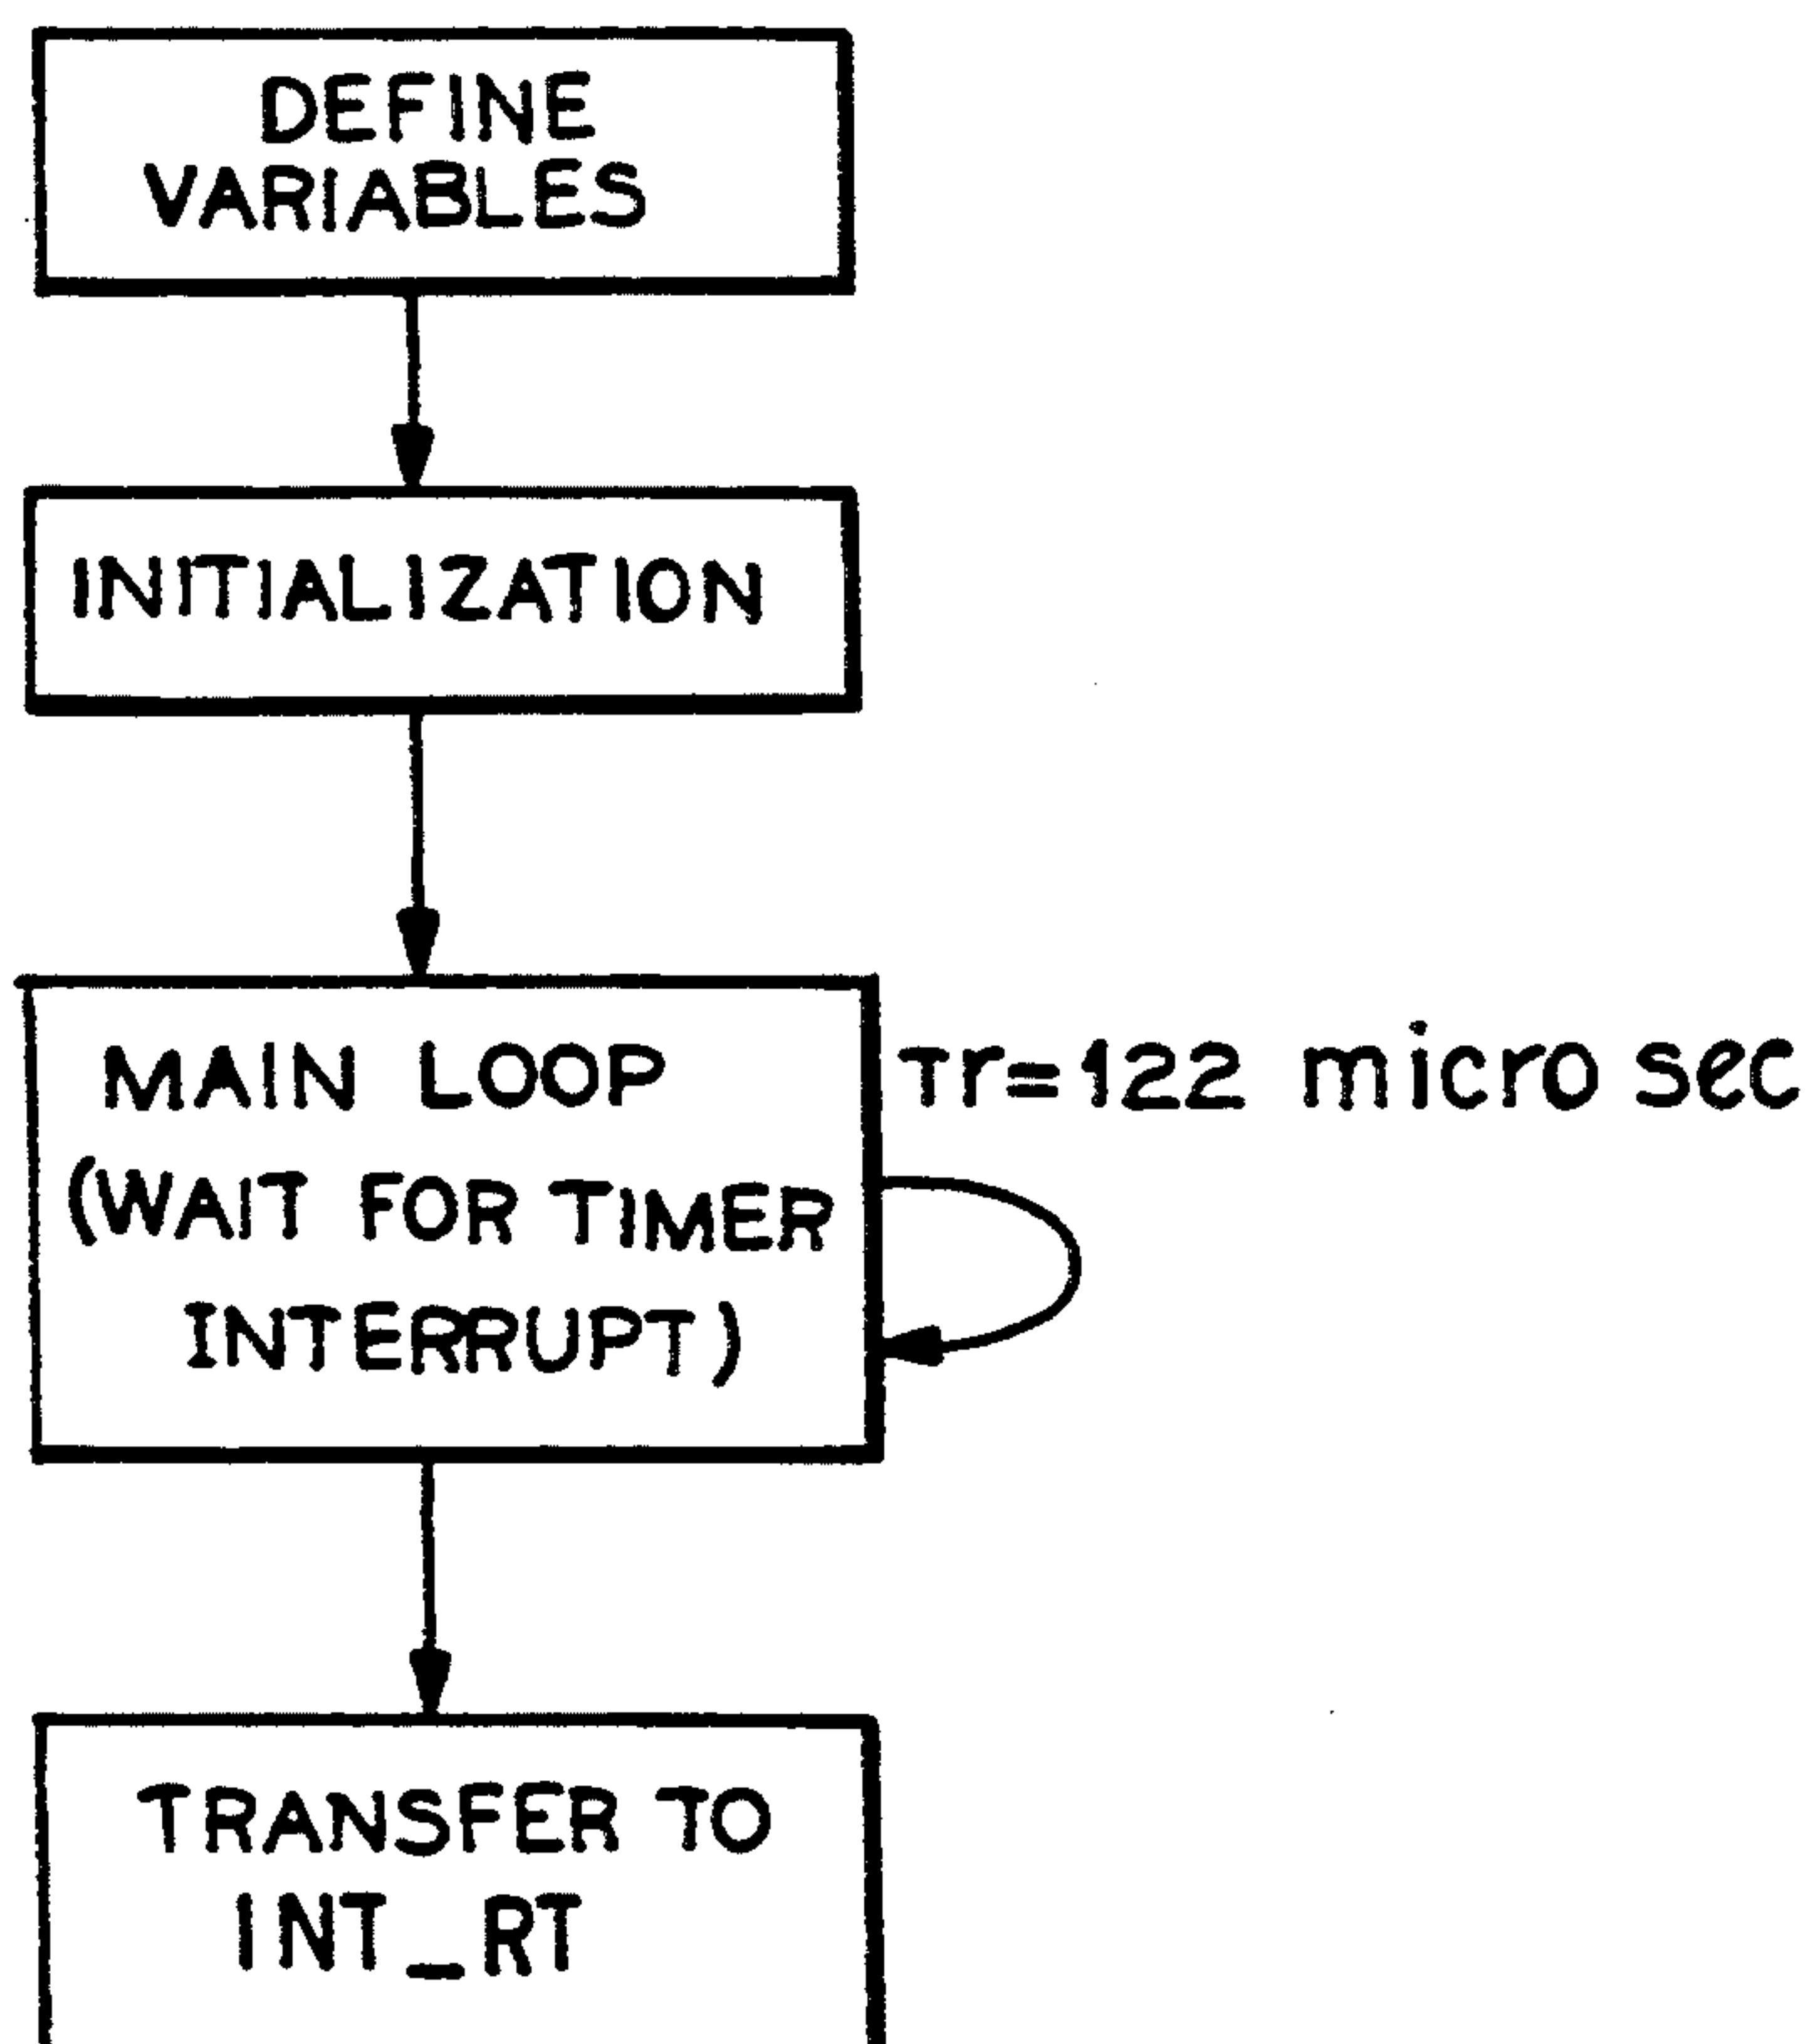 DEFINE
VARIABLES
INITIALIZATION
MAIN LOOP
(WAIT FOR TIMER
INTERRUPT)
Tr=122 micro sec
TRANSFER TO
INT_RT